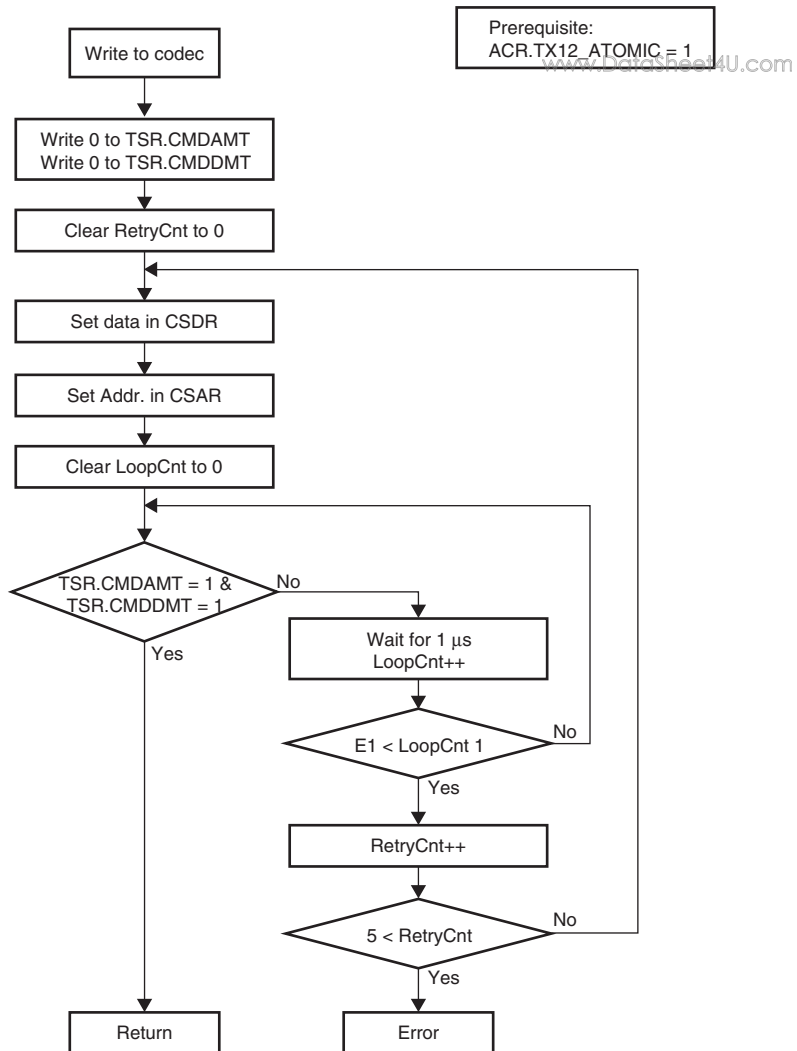 Write to codec
Prerequisite:
ACR.TX12_ATOMIC = 1
www.DataSheet4U.com
Write 0 to TSR.CMDAMT
Write 0 to TSR.CMDDMT
Clear RetryCnt to 0
Set data in CSDR
Set Addr. in CSAR
Clear LoopCnt to 0
TSR.CMDAMT = 1 &
TSR.CMDDMT = 1
No
Yes
Wait for 1 μs
LoopCnt++
E1 < LoopCnt 1
No
Yes
RetryCnt++
5 < RetryCnt
No
Yes
Return
Error